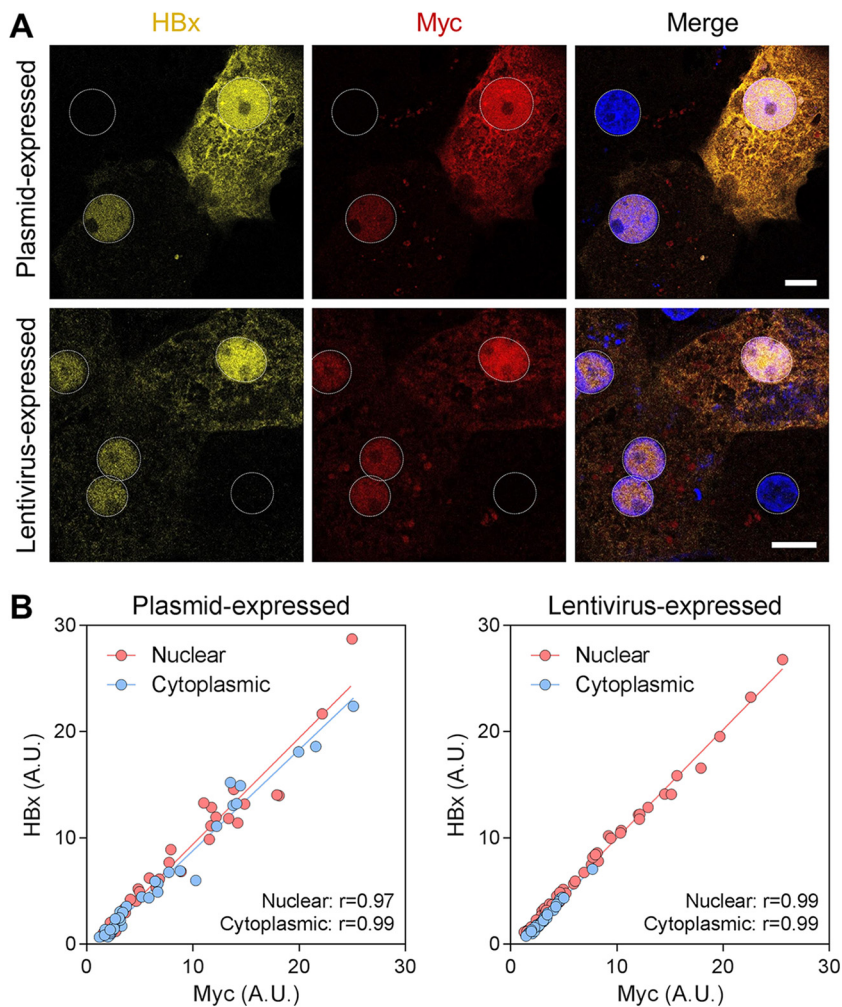 A
HBx
Myc
Merge
Plasmid-expressed
Lentivirus-expressed
B
Plasmid-expressed
Lentivirus-expressed
30
20
10
0
HBx (A.U.)
Nuclear
Cytoplasmic
Nuclear: r=0.97
Cytoplasmic: r=0.99
0
10
20
30
Myc (A.U.)
30
20
10
0
HBx (A.U.)
Nuclear
Cytoplasmic
Nuclear: r=0.99
Cytoplasmic: r=0.99
0
10
20
30
Myc (A.U.)